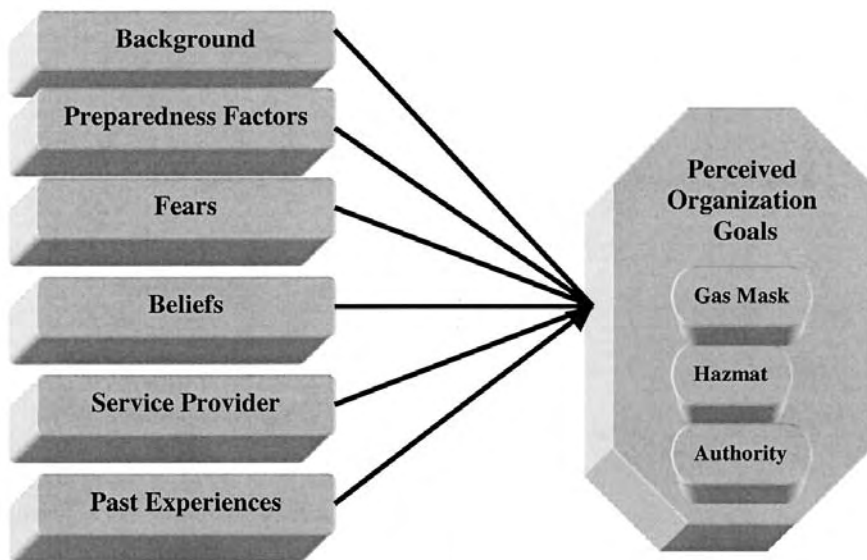 Background
Preparedness Factors
Fears
Beliefs
Service Provider
Past Experiences
Perceived
Organization
Goals
Gas Mask
Hazmat
Authority